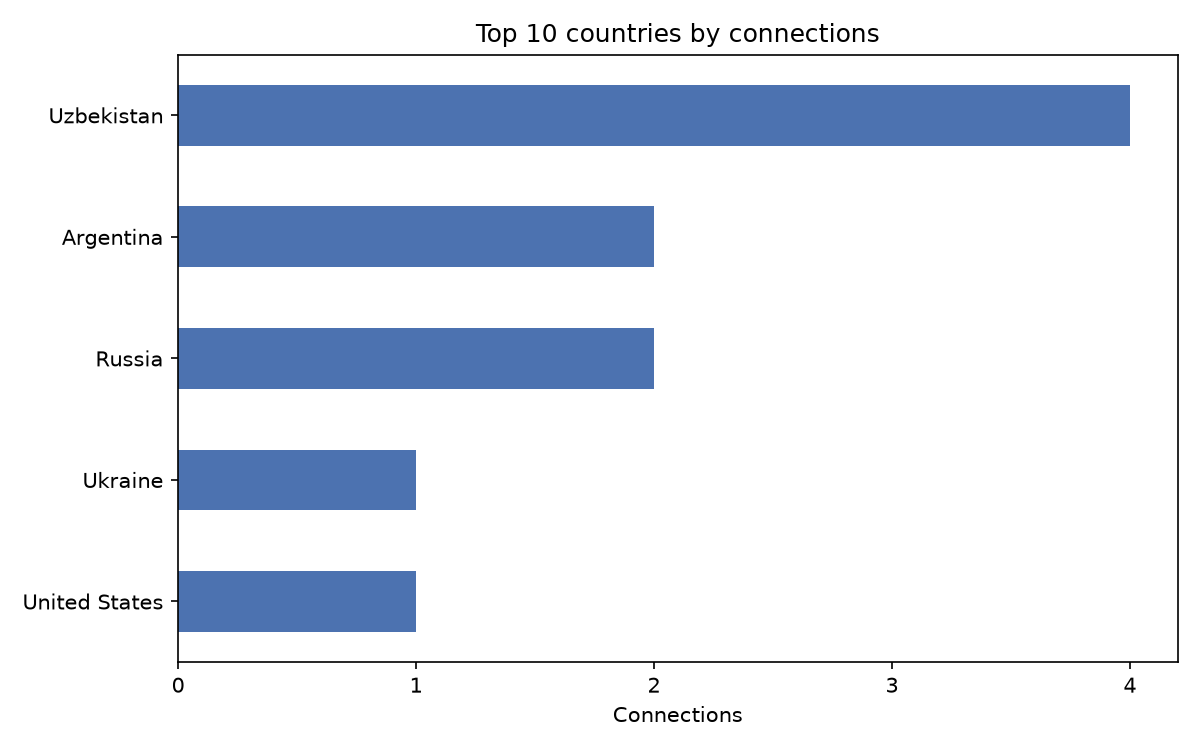 Top 10 countries by connections
Uzbekistan
Argentina
Russia
Ukraine
United States
0 1 2 3 4
Connections